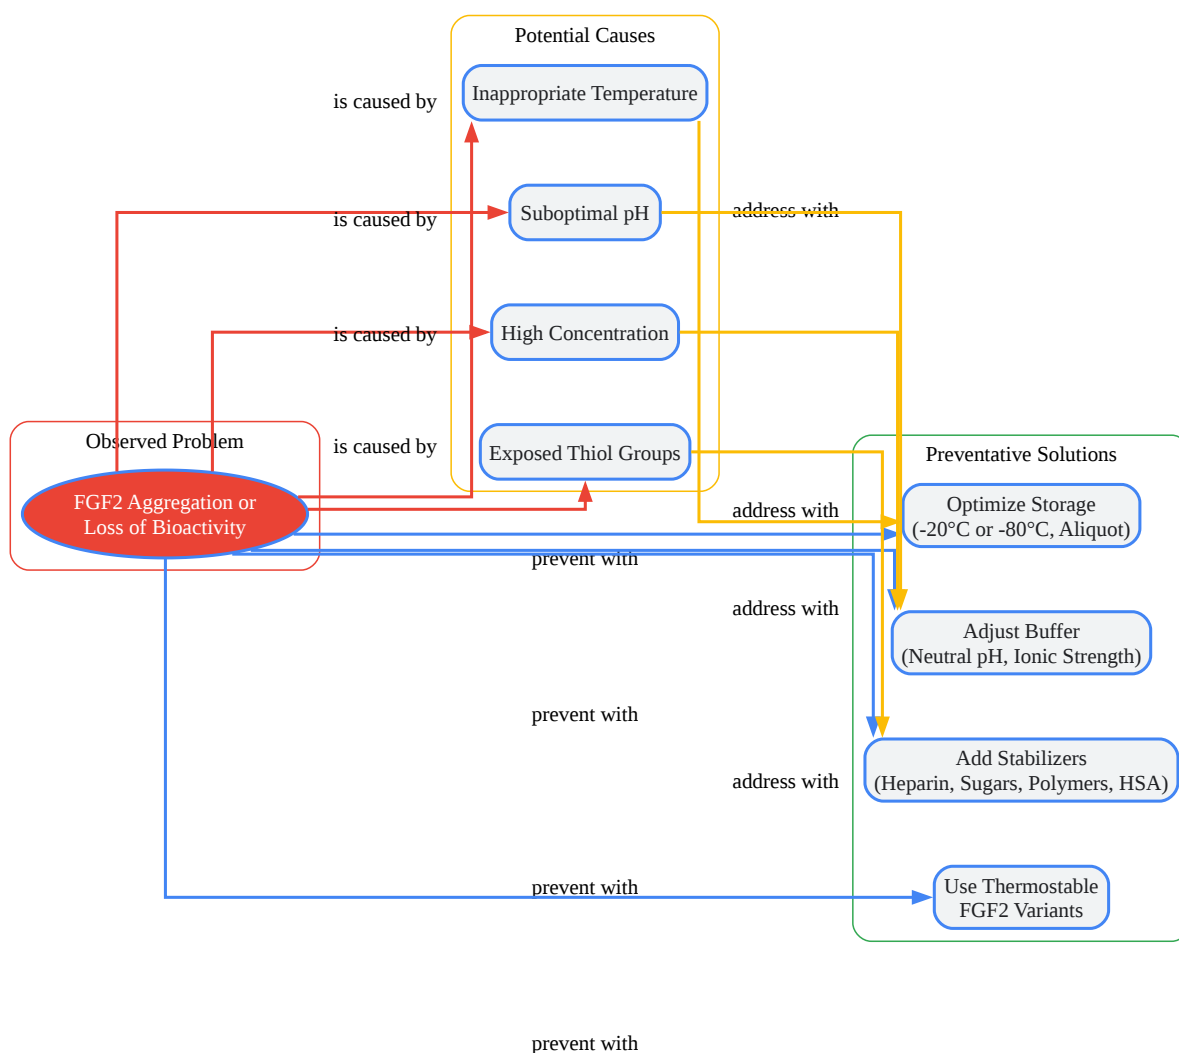 Potential Causes
is caused by
Inappropriate Temperature
is caused by
Suboptimal pH
address with
is caused by
High Concentration
Observed Problem
is caused by
Exposed Thiol Groups
Preventative Solutions
FGF2 Aggregation or
Loss of Bioactivity
address with
Optimize Storage
(-20°C or -80°C, Aliquot)
prevent with
address with
Adjust Buffer
(Neutral pH, Ionic Strength)
prevent with
address with
Add Stabilizers
(Heparin, Sugars, Polymers, HSA)
prevent with
Use Thermostable
FGF2 Variants
prevent with